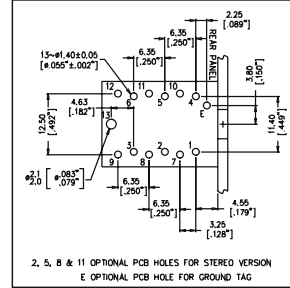 2.25
[.089"]
13~ø1,40±0.05
[ø.055"±.002"]
6.35
[.250"]
REAR PANEL
6.35
[.250"]
3.80
[.150"]
12 11 10
6 5 4
4.63
[.182"]
E
13
12.50
[.492"]
11.40
[.449"]
ø2.1
2.0
ø.083"
.079"
3 2 1
9 8 7
6.35
[.250"]
4.55
[.179"]
6.35
[.250"]
3.25
[.128"]
2, 5, 8 & 11 OPTIONAL PCB HOLES FOR STEREO VERSION
E OPTIONAL PCB HOLE FOR GROUND TAG